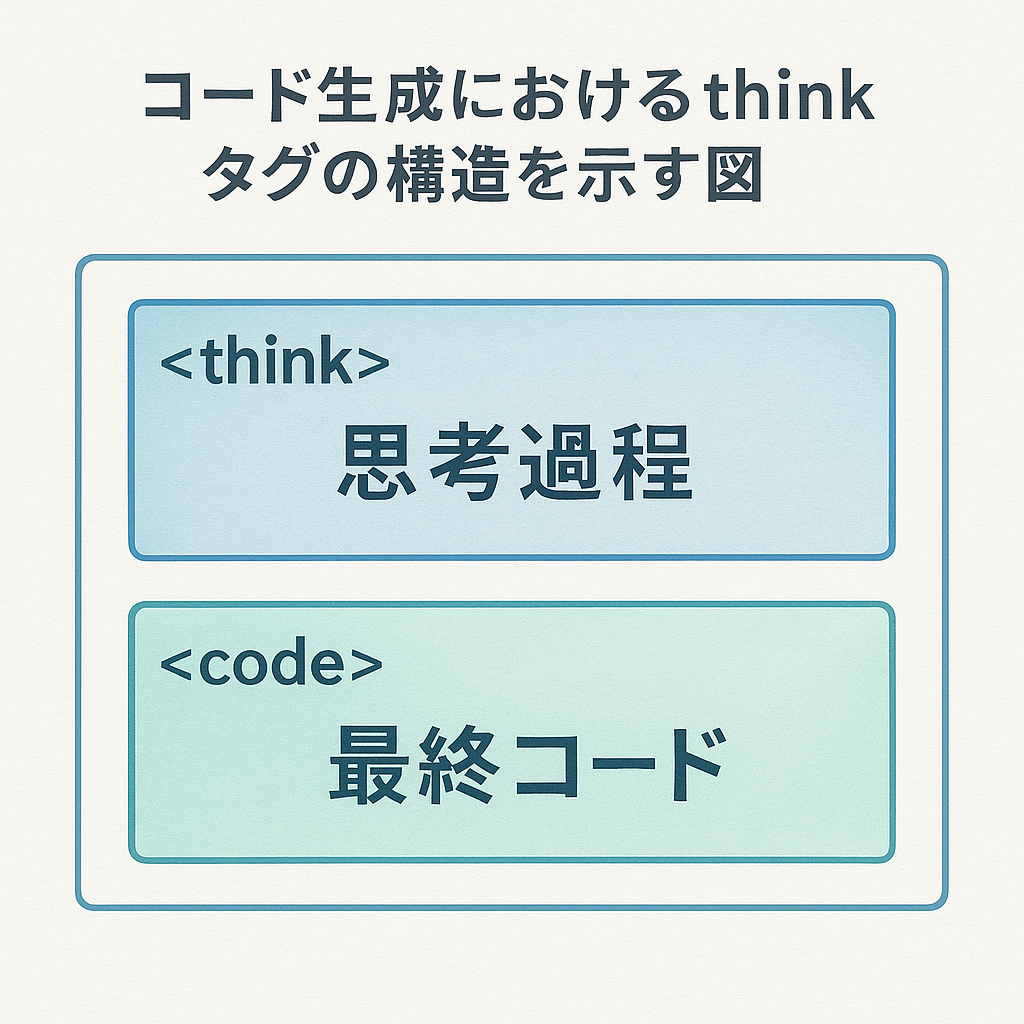 コード生成におけるthink
タグの構造を示す図
<think>
思考過程
<code>
最終コード